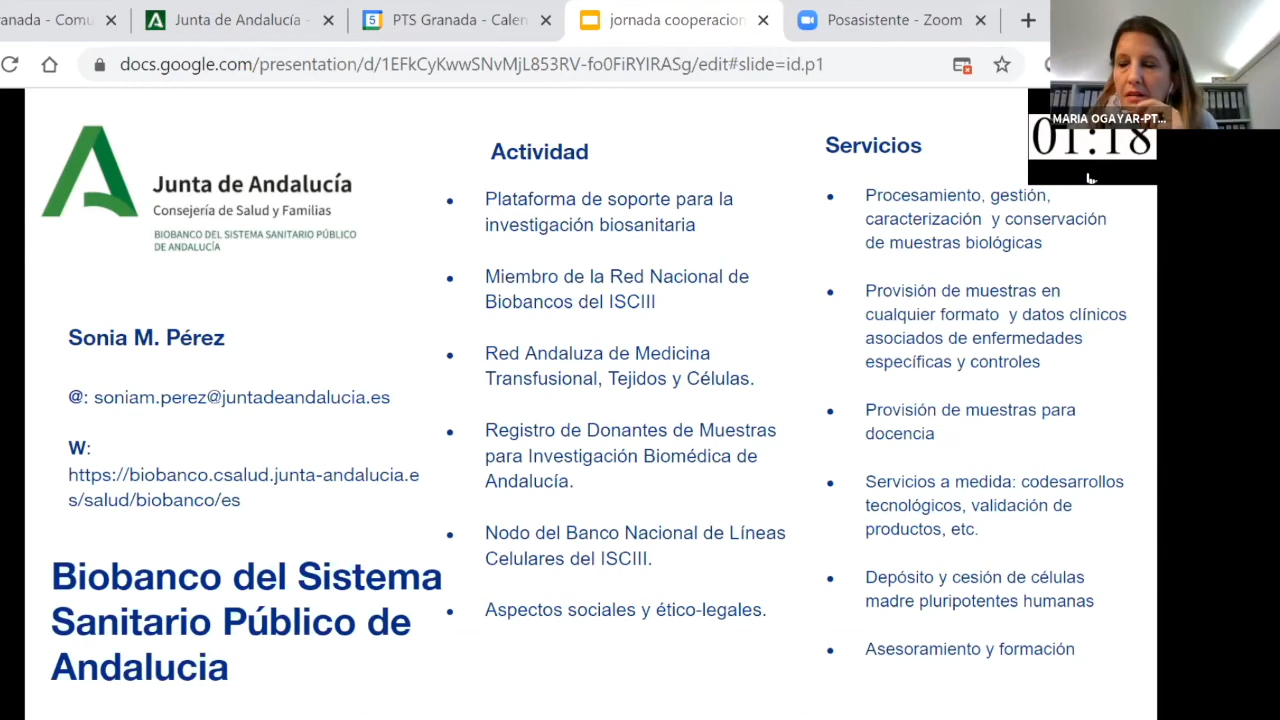 anada - Comu
Junta de Andalucía -
5
PTS Granada - Calen
jornada cooperacion
Posasistente - Zoom
docs.google.com/presentation/d/1EFkCyKwwSNvMjL853RV-fo0FiRYIRASg/edit#slide=id.p1
MARIA OGAYAR-PT...
01:18
Junta de Andalucía
Consejería de Salud y Familias
BIOBANCO DEL SISTEMA SANITARIO PÚBLICO
DE ANDALUCÍA
Sonia M. Pérez
@: soniam.perez@juntadeandalucia.es
W:
https://biobanco.csalud.junta-andalucia.e
s/salud/biobanco/es
Biobanco del Sistema
Sanitario Público de
Andalucia
Actividad
Plataforma de soporte para la
investigación biosanitaria
Miembro de la Red Nacional de
Biobancos del ISCIII
Red Andaluza de Medicina
Transfusional, Tejidos y Células.
Registro de Donantes de Muestras
para Investigación Biomédica de
Andalucía.
Nodo del Banco Nacional de Líneas
Celulares del ISCIII.
Aspectos sociales y ético-legales.
Servicios
Procesamiento, gestión,
caracterización y conservación
de muestras biológicas
Provisión de muestras en
cualquier formato y datos clínicos
asociados de enfermedades
específicas y controles
Provisión de muestras para
docencia
Servicios a medida: codesarrollos
tecnológicos, validación de
productos, etc.
Depósito y cesión de células
madre pluripotentes humanas
Asesoramiento y formación